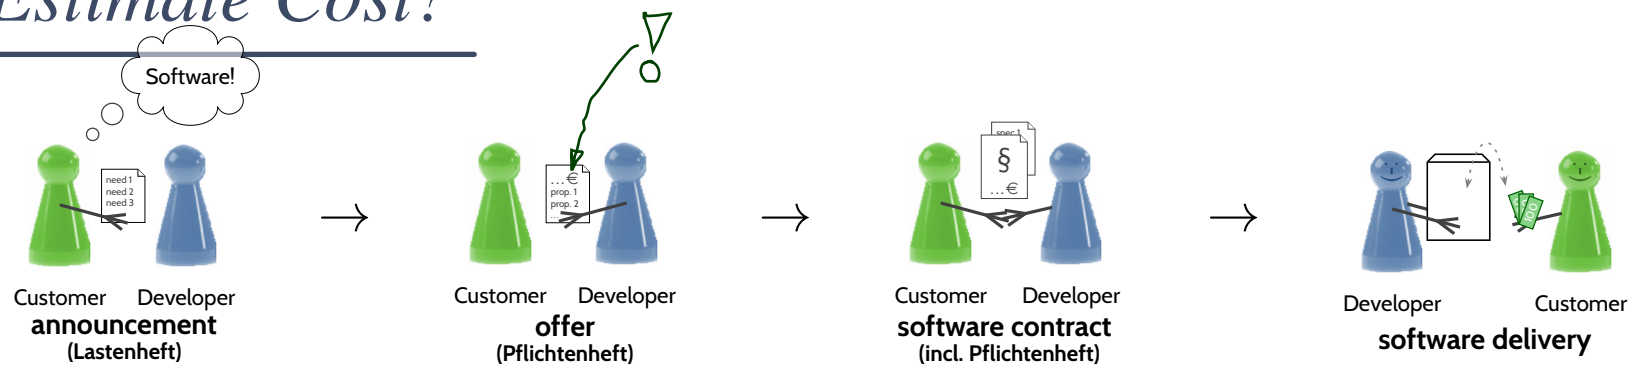 Estimate Cost?
Software!
need 1
need 2
need 3
Customer Developer
announcement
(Lastenheft)
...€
prop. 1
prop. 2
...
Customer Developer
offer
(Pflichtenheft)
spec 1
§
...€
Customer Developer
software contract
(incl. Pflichtenheft)
100
Developer Customer
software delivery